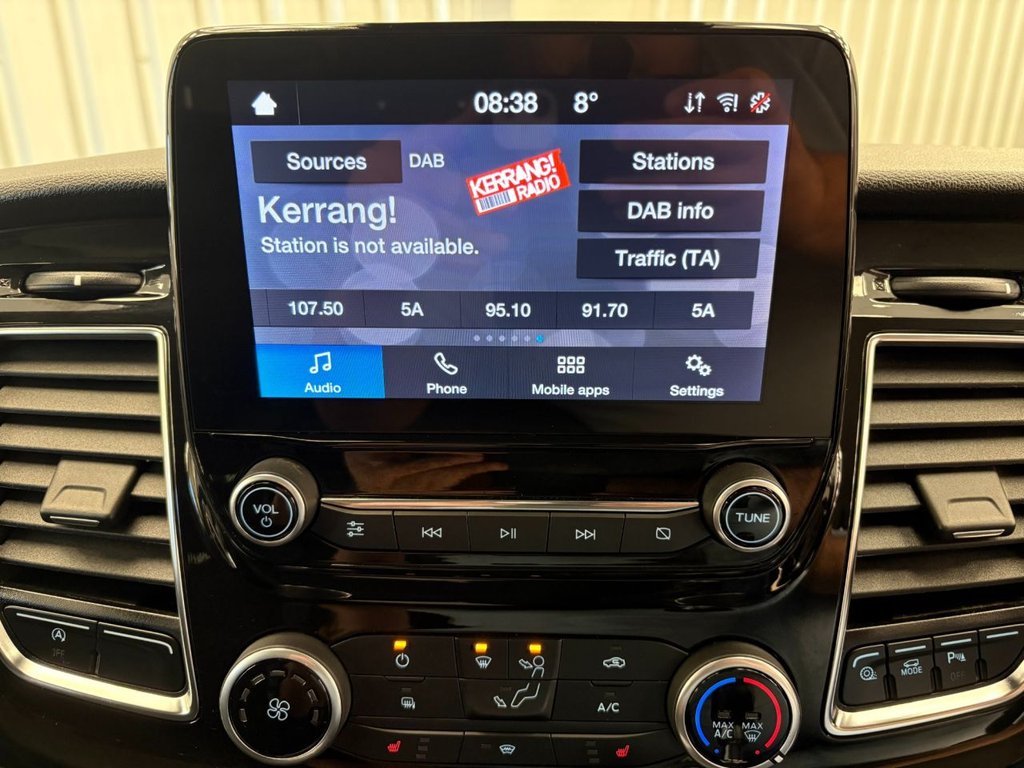 08:38 8°
Sources DAB KERRANG! RADIO Stations
Kerrang! DAB info
Station is not available. Traffic (TA)
107.50 5A 95.10 91.70 5A
Audio Phone Mobile apps Settings
VOL TUNE
A OFF
MODE P OFF
A/C
MAX A/C MAX